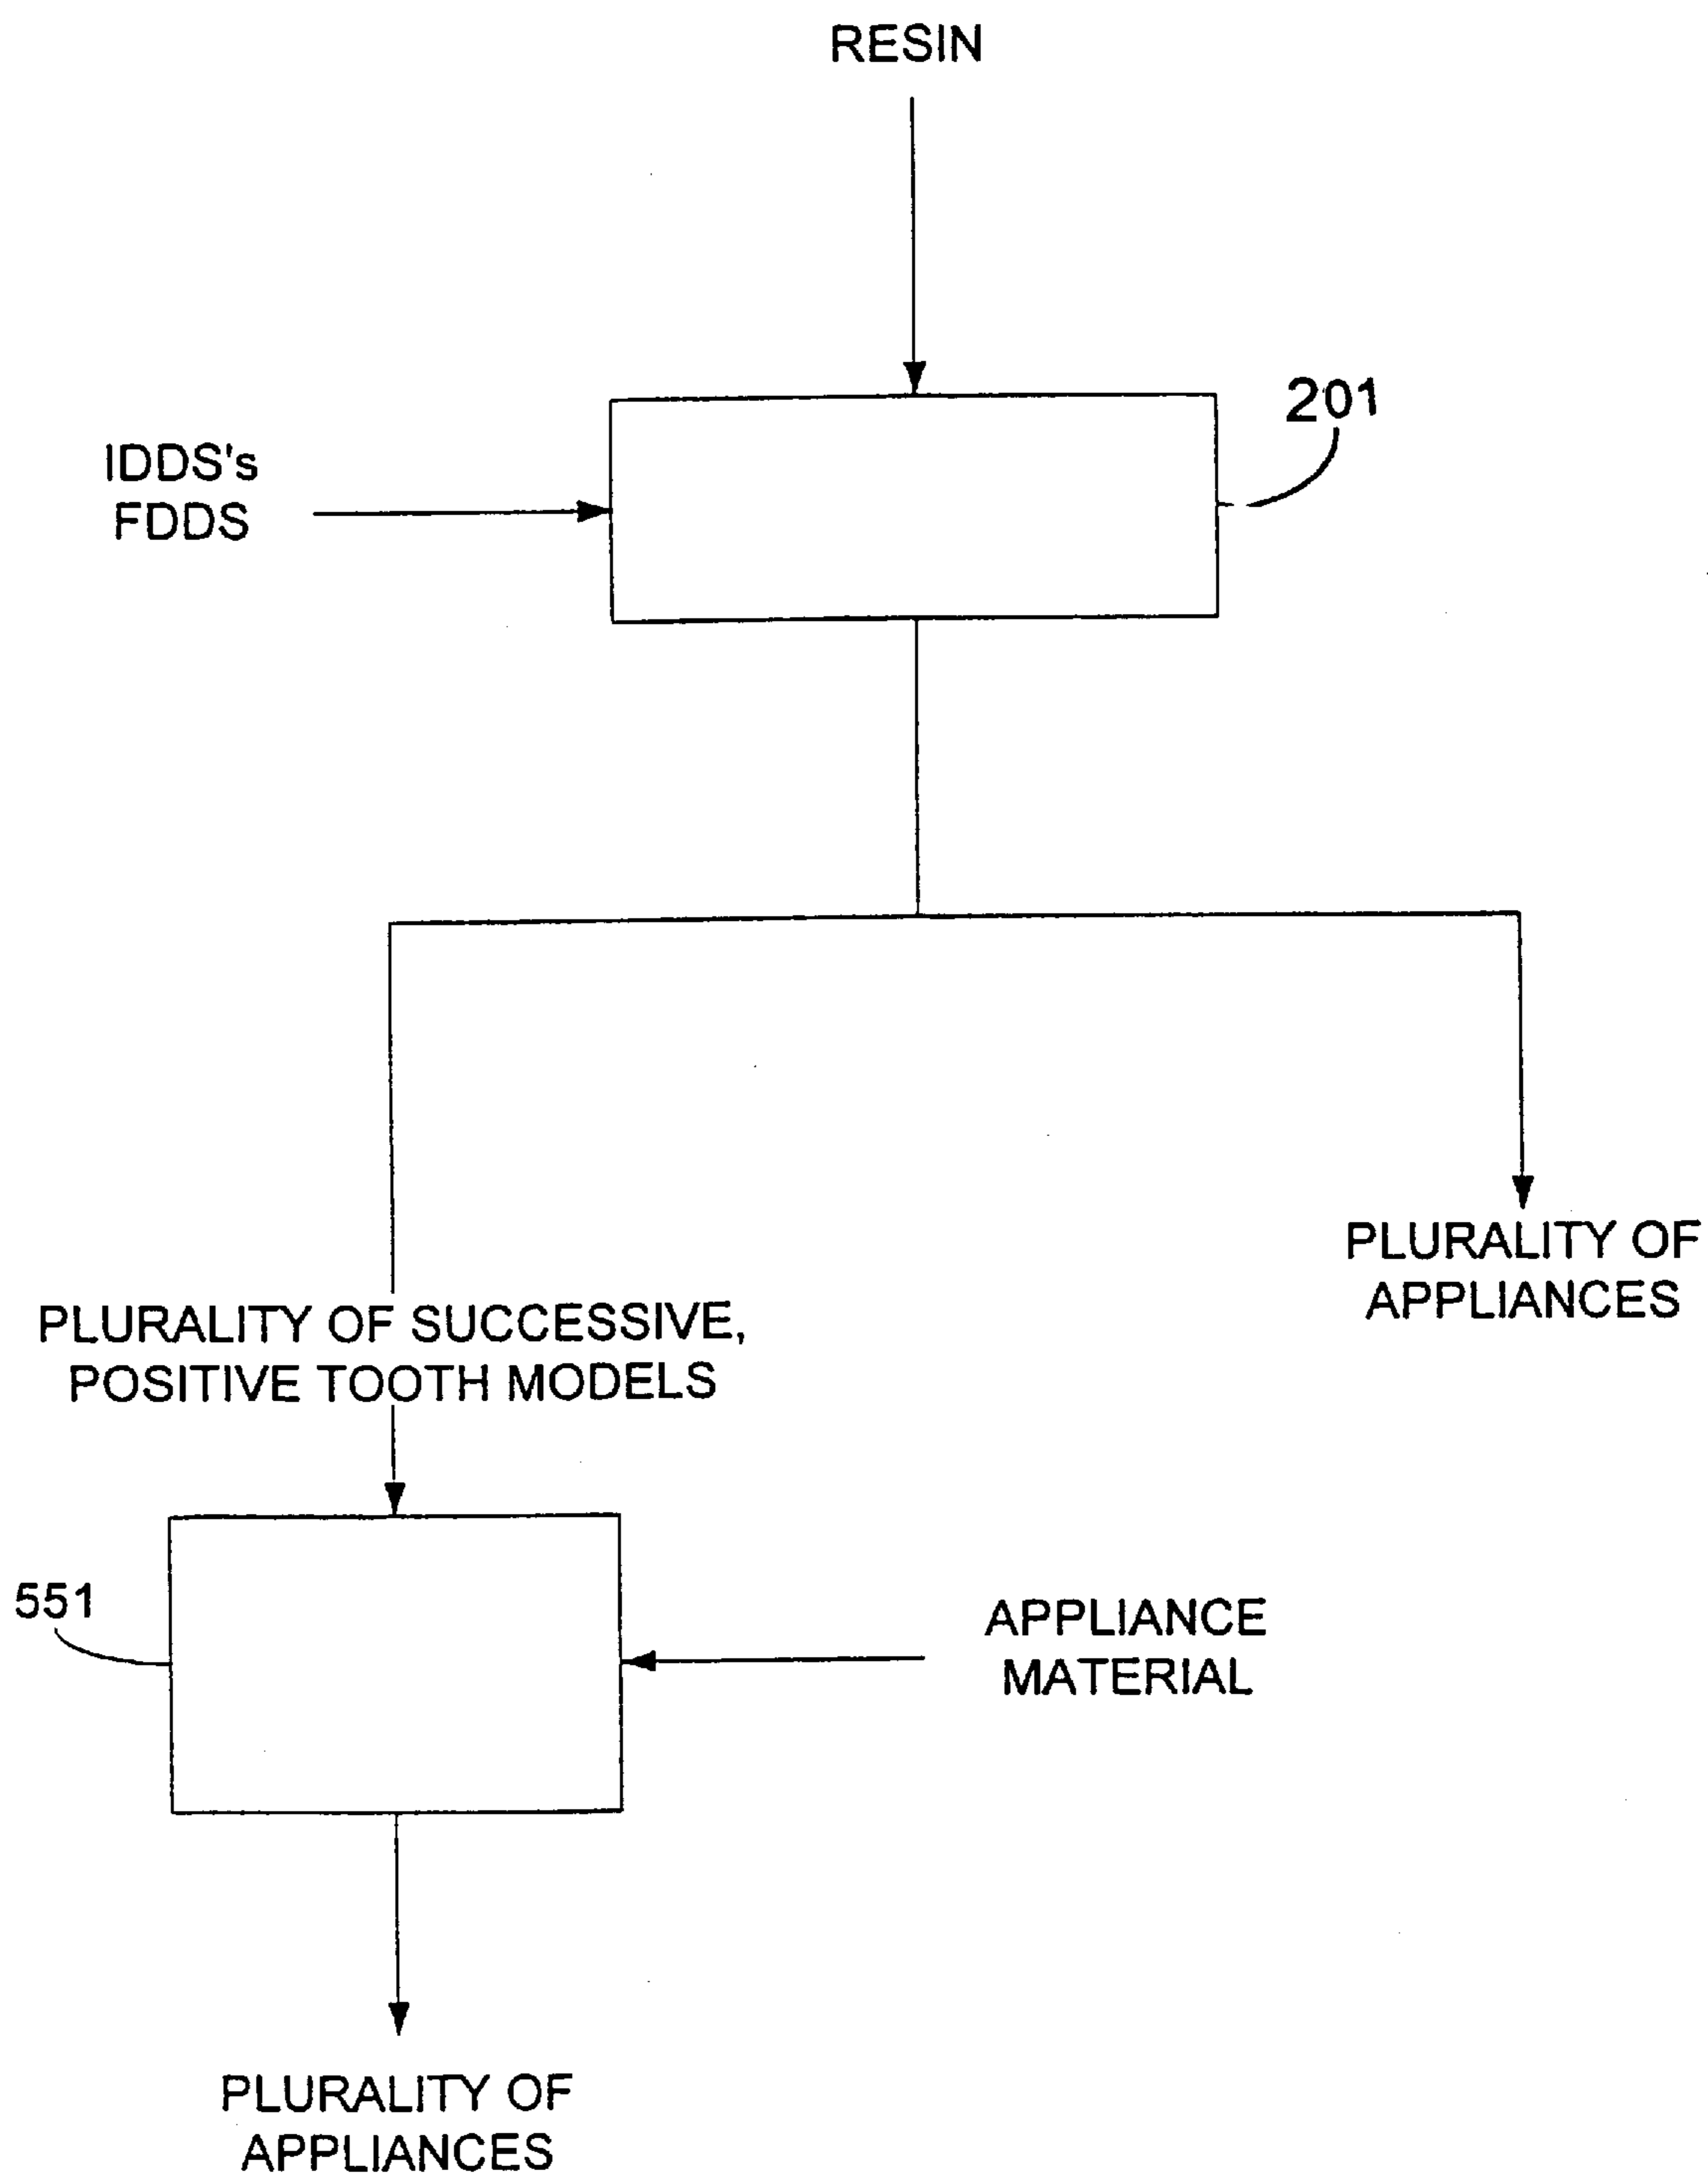 RESIN
201
IDDS's
FDDS
PLURALITY OF
APPLIANCES
PLURALITY OF SUCCESSIVE,
POSITIVE TOOTH MODELS
551
APPLIANCE
MATERIAL
PLURALITY OF
APPLIANCES